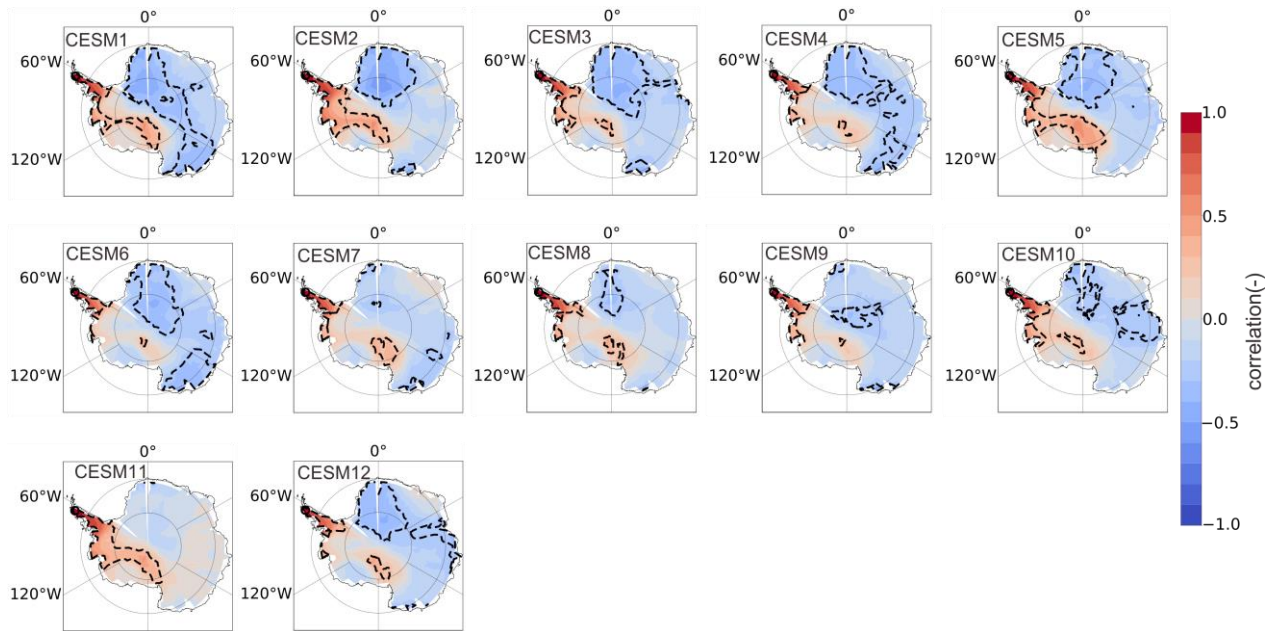 0° 0° 0° 0° 0°
CESM1 CESM2 CESM3 CESM4 CESM5
60°W 60°W 60°W 60°W 60°W
120°W 120°W 120°W 120°W 120°W
0° 0° 0° 0° 0°
CESM6 CESM7 CESM8 CESM9 CESM10
60°W 60°W 60°W 60°W 60°W
120°W 120°W 120°W 120°W 120°W
0° 0°
CESM11 CESM12
60°W 60°W
120°W 120°W
1.0
0.5
0.0
−0.5
−1.0
correlation(-)